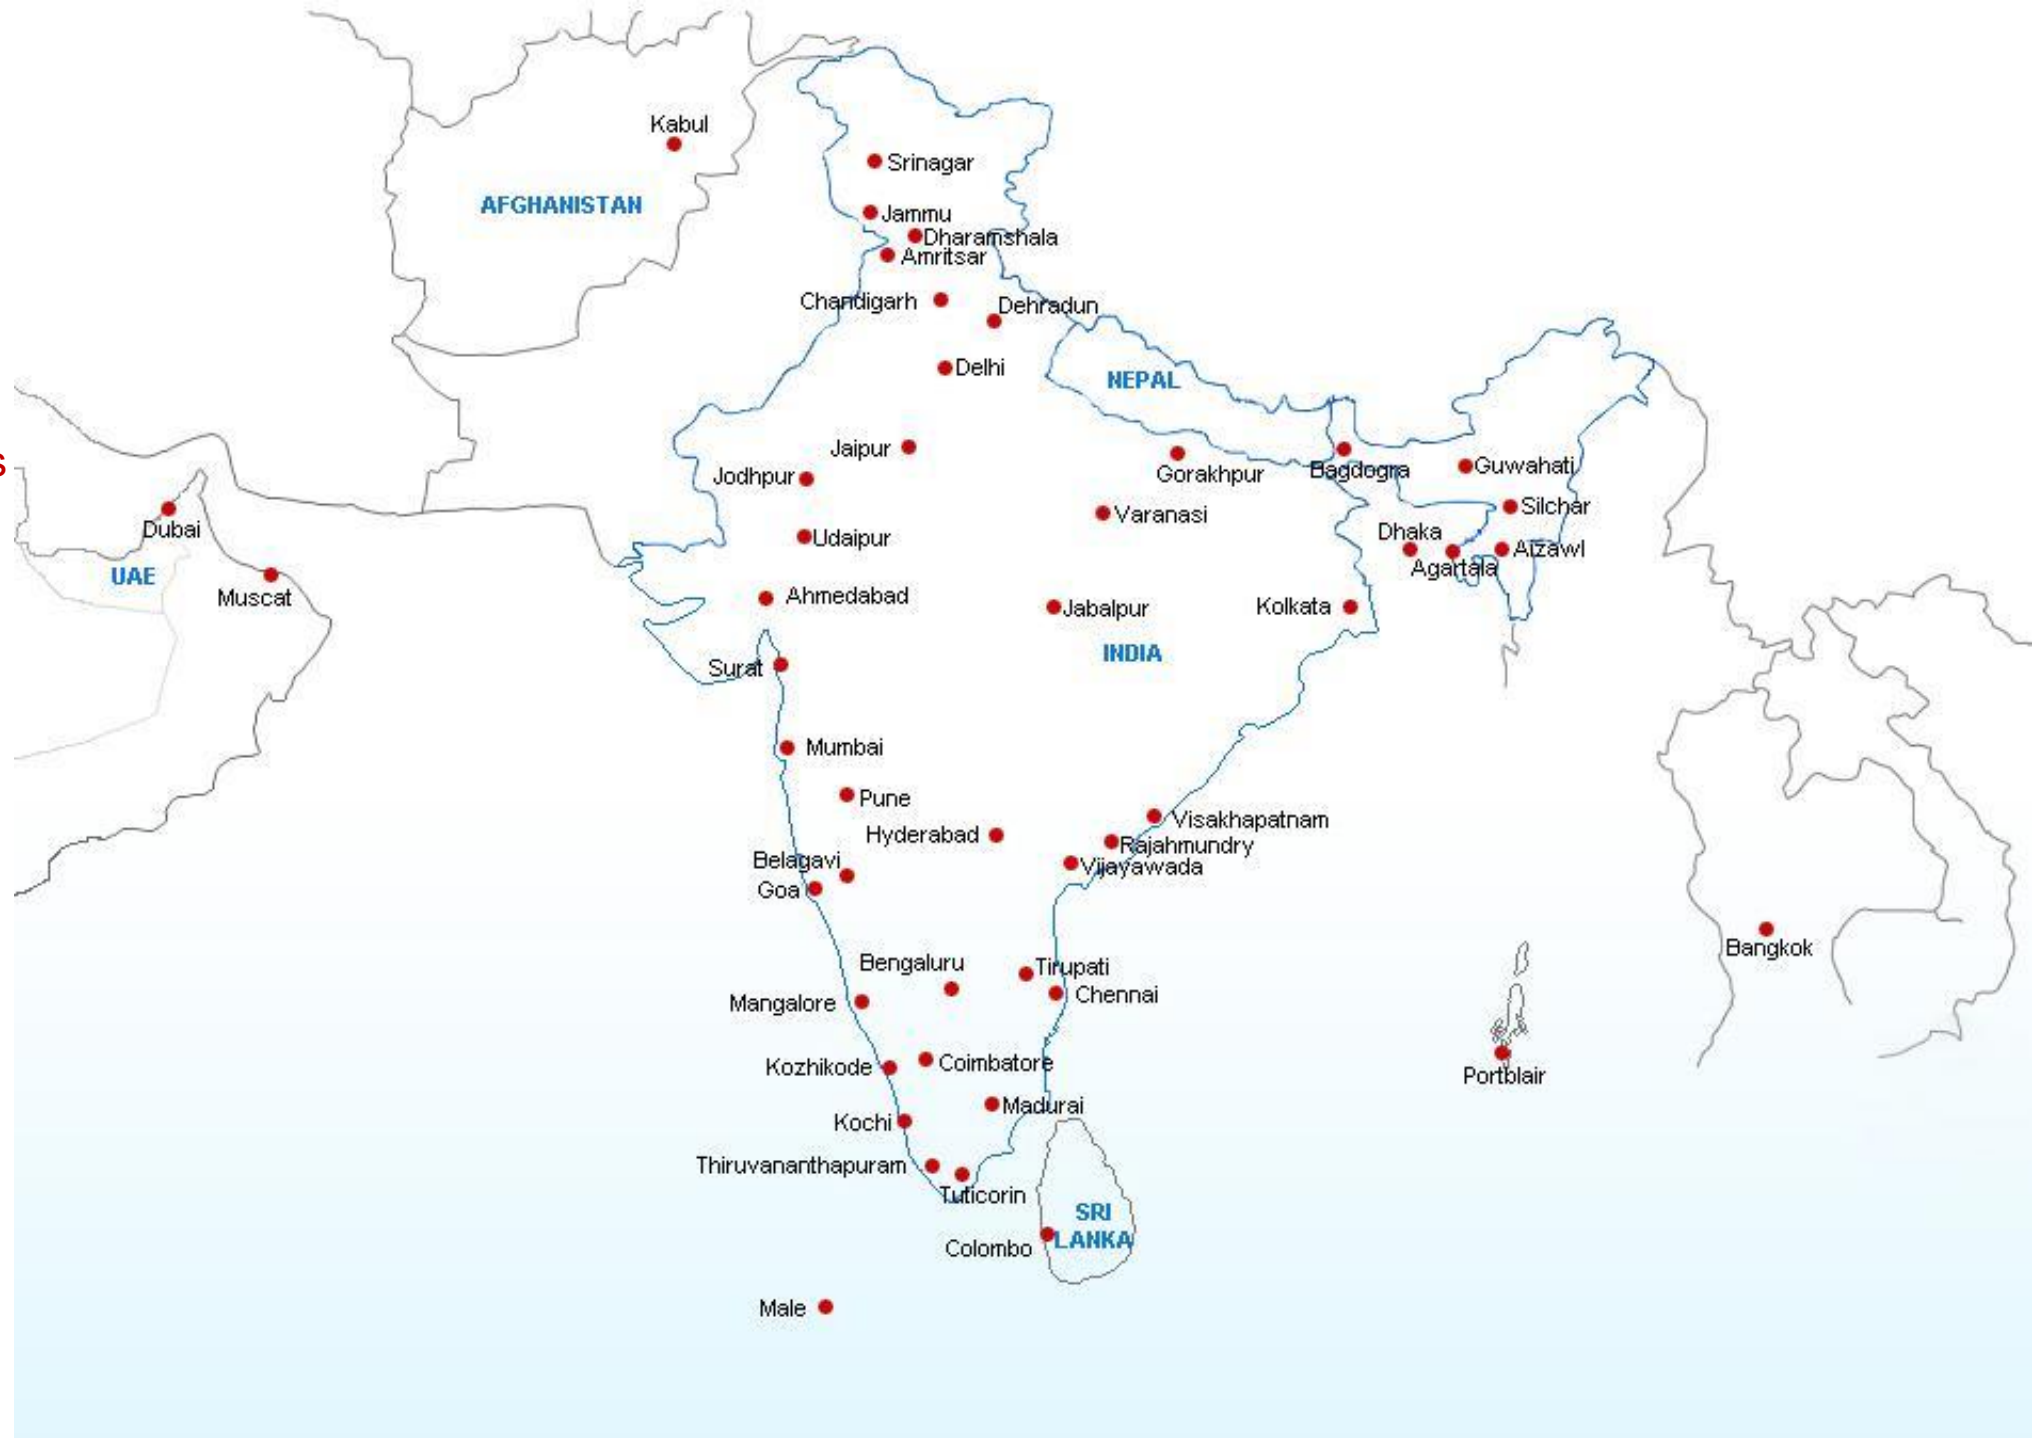 Kabul
AFGHANISTAN
Srinagar
Jammu
Dharamshala
Amritsar
Chandigarh
Dehradun
Delhi
NEPAL
Jaipur
Jodhpur
s
Gorakhpur
Bagdogra
Guwahati
Silchar
Varanasi
Dubai
Udaipur
Dhaka
Aizawl
Agartala
UAE
Muscat
Ahmedabad
Jabalpur
Kolkata
INDIA
Surat
Mumbai
Pune
Visakhapatnam
Hyderabad
Rajahmundry
Belagavi
Vijayawada
Goa
Bangkok
Bengaluru
Tirupati
Chennai
Mangalore
Kozhikode
Coimbatore
Portblair
Madurai
Kochi
Thiruvananthapuram
Tuticorin
SRI
LANKA
Colombo
Male